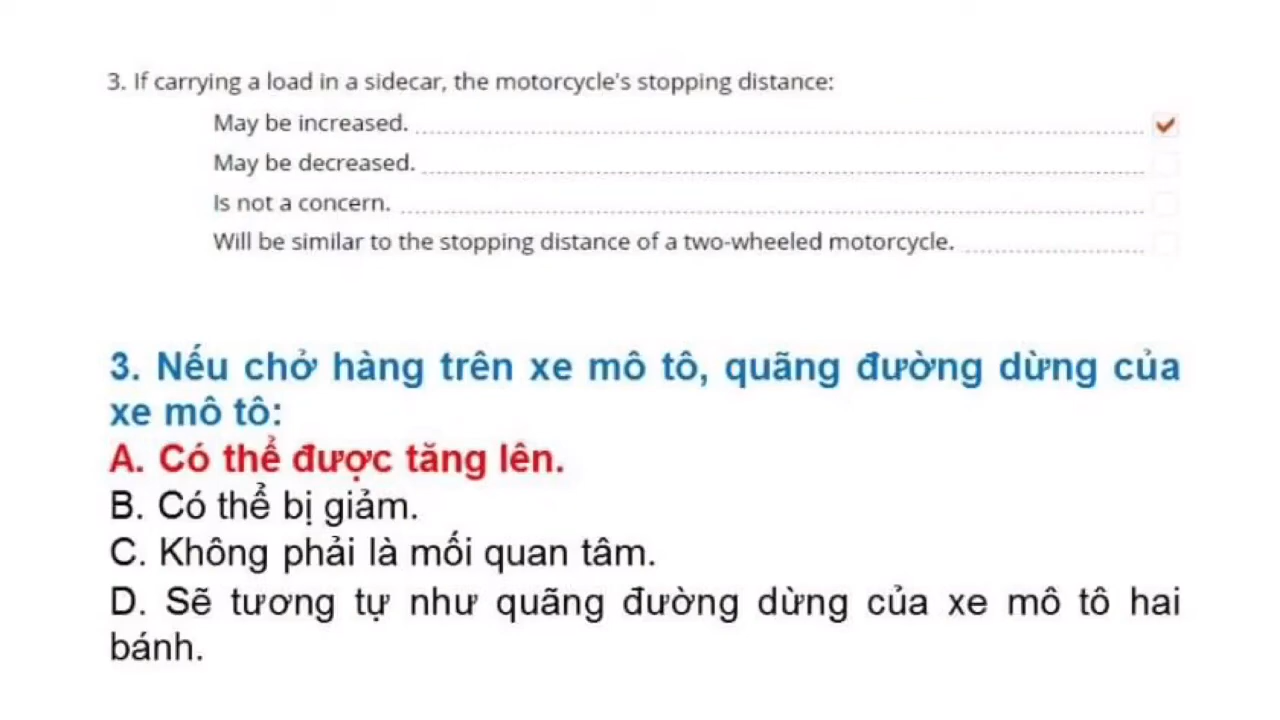 3. If carrying a load in a sidecar, the motorcycle's stopping distance:
May be increased.
May be decreased.
Is not a concern.
Will be similar to the stopping distance of a two-wheeled motorcycle.
3. Nếu chở hàng trên xe mô tô, quãng đường dừng của
xe mô tô:
A. Có thể được tăng lên.
B. Có thể bị giảm.
C. Không phải là mối quan tâm.
D. Sẽ tương tự như quãng đường dừng của xe mô tô hai
bánh.